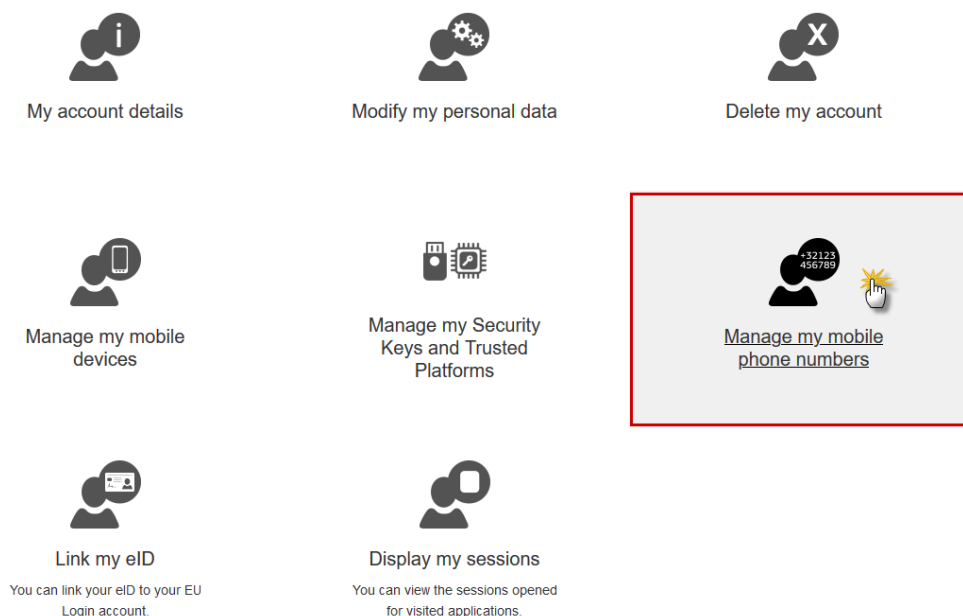 i
X
My account details
Modify my personal data
Delete my account
+32123
456789
Manage my mobile
devices
Manage my Security
Keys and Trusted
Platforms
Manage my mobile
phone numbers
Link my eID
You can link your eID to your EU
Login account.
Display my sessions
You can view the sessions opened
for visited applications.